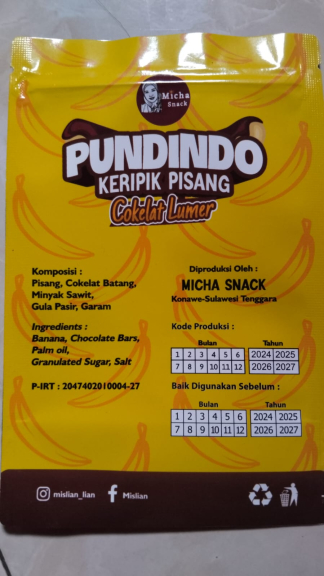 Micha
Snack
PUNDINDO
KERIPIK PISANG
Cokelat Lumer
Komposisi :
Pisang, Cokelat Batang,
Minyak Sawit,
Gula Pasir, Garam
Ingredients :
Banana, Chocolate Bars,
Palm oil,
Granulated Sugar, Salt
P-IRT : 2047402010004-27
Diproduksi Oleh :
MICHA SNACK
Konawe-Sulawesi Tenggara
Kode Produksi :
Bulan Tahun
1 2 3 4 5 6 2024 2025
7 8 9 10 11 12 2026 2027
Baik Digunakan Sebelum :
Bulan Tahun
1 2 3 4 5 6 2024 2025
7 8 9 10 11 12 2026 2027
mislian_lian Mislian